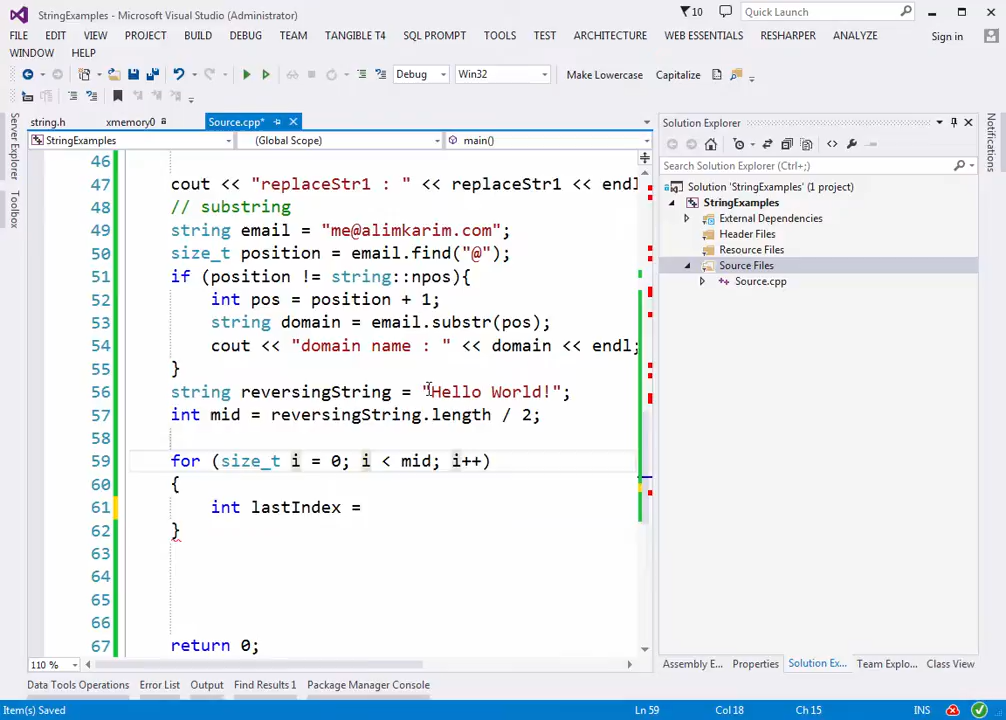 StringExamples - Microsoft Visual Studio (Administrator)
10
Quick Launch
FILE EDIT VIEW PROJECT BUILD DEBUG TEAM TANGIBLE T4 SQL PROMPT TOOLS TEST ARCHITECTURE WEB ESSENTIALS RESHARPER ANALYZE Sign in
WINDOW HELP
Debug Win32 Make Lowercase Capitalize
Server Explorer
Toolbox
string.h xmemory0 Source.cpp*
StringExamples (Global Scope) main()
46
47 cout << "replaceStr1 : " << replaceStr1 << endl
48 // substring
49 string email = "me@alimkarim.com";
50 size_t position = email.find("@");
51 if (position != string::npos){
52 int pos = position + 1;
53 string domain = email.substr(pos);
54 cout << "domain name : " << domain << endl;
55 }
56 string reversingString = "Hello World!";
57 int mid = reversingString.length / 2;
58
59 for (size_t i = 0; i < mid; i++)
60 {
61 int lastIndex =
62 }
63
64
65
66
67 return 0;
110 %
Solution Explorer
Search Solution Explorer (Ctrl+;)
Solution 'StringExamples' (1 project)
StringExamples
External Dependencies
Header Files
Resource Files
Source Files
Source.cpp
Notifications
Assembly E... Properties Solution Ex... Team Explo... Class View
Data Tools Operations Error List Output Find Results 1 Package Manager Console
Item(s) Saved Ln 59 Col 18 Ch 15 INS